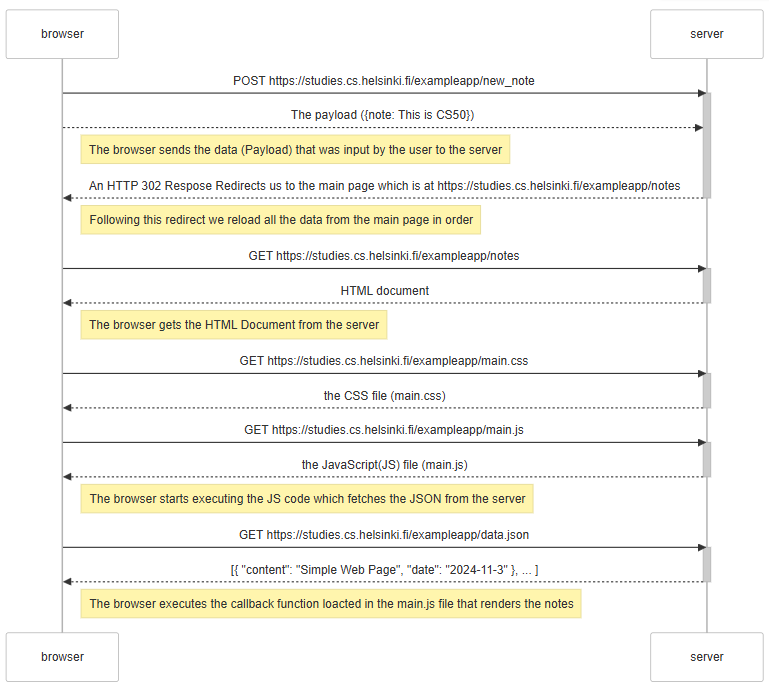 browser
server
POST https://studies.cs.helsinki.fi/exampleapp/new_note
The payload ({note: This is CS50})
The browser sends the data (Payload) that was input by the user to the server
An HTTP 302 Respose Redirects us to the main page which is at https://studies.cs.helsinki.fi/exampleapp/notes
Following this redirect we reload all the data from the main page in order
GET https://studies.cs.helsinki.fi/exampleapp/notes
HTML document
The browser gets the HTML Document from the server
GET https://studies.cs.helsinki.fi/exampleapp/main.css
the CSS file (main.css)
GET https://studies.cs.helsinki.fi/exampleapp/main.js
the JavaScript(JS) file (main.js)
The browser starts executing the JS code which fetches the JSON from the server
GET https://studies.cs.helsinki.fi/exampleapp/data.json
[{ "content": "Simple Web Page", "date": "2024-11-3" }, ... ]
The browser executes the callback function loacted in the main.js file that renders the notes
browser
server